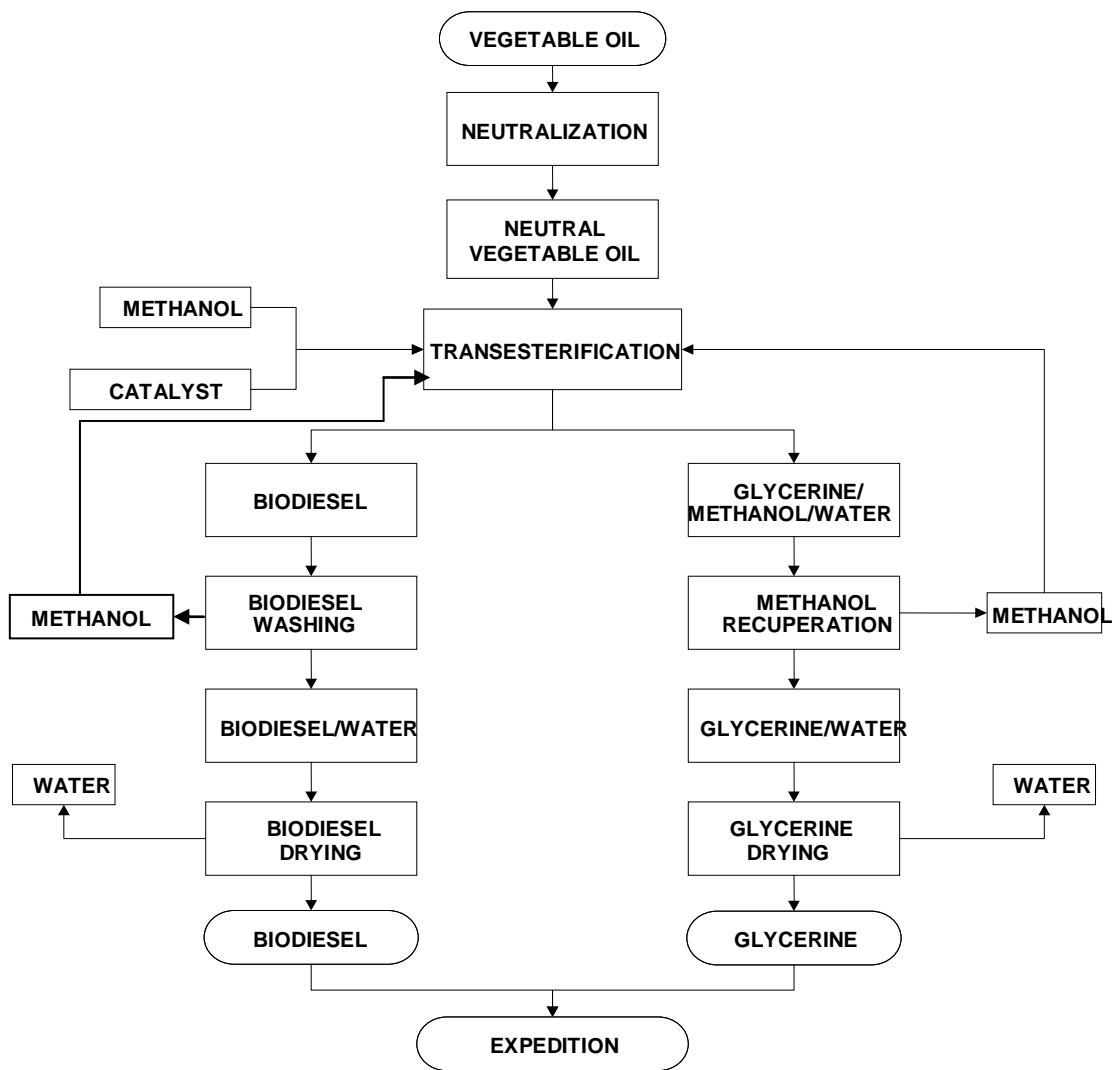 VEGETABLE OIL
NEUTRALIZATION
NEUTRAL
VEGETABLE OIL
METHANOL
TRANSESTERIFICATION
CATALYST
BIODIESEL
GLYCERINE/
METHANOL/WATER
METHANOL
BIODIESEL
WASHING
METHANOL
RECUPERATION
METHANOL
BIODIESEL/WATER
GLYCERINE/WATER
WATER
WATER
BIODIESEL
DRYING
GLYCERINE
DRYING
BIODIESEL
GLYCERINE
EXPEDITION